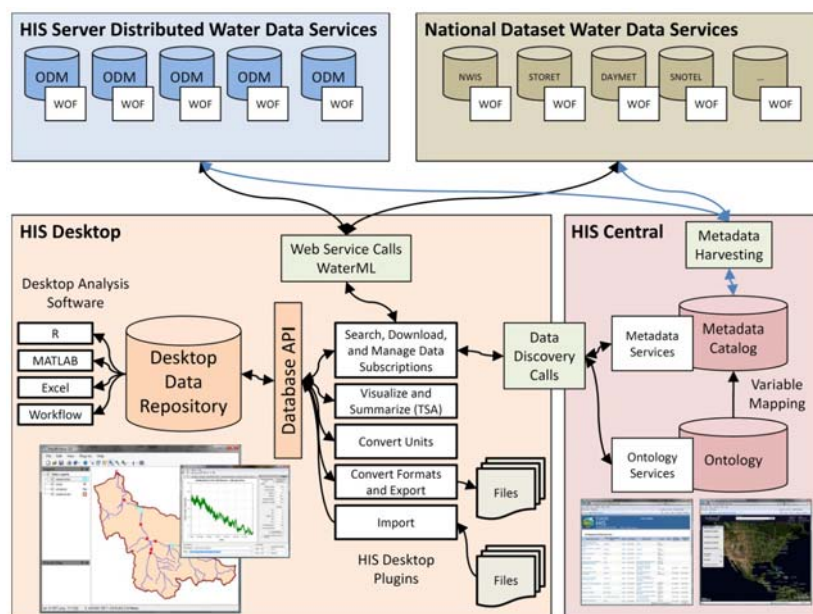 HIS Server Distributed Water Data Services
ODM
ODM
ODM
ODM
ODM
WOF
WOF
WOF
WOF
WOF
National Dataset Water Data Services
NWIS
STORET
DAYMET
SNOTEL
...
WOF
WOF
WOF
WOF
WOF
HIS Desktop
Web Service Calls
WaterML
Desktop Analysis
Software
R
MATLAB
Excel
Workflow
Desktop
Data
Repository
Database API
Search, Download,
and Manage Data
Subscriptions
Visualize and
Summarize (TSA)
Convert Units
Convert Formats
and Export
Import
Files
Files
HIS Desktop
Plugins
Data
Discovery
Calls
HIS Central
Metadata
Harvesting
Metadata
Services
Metadata
Catalog
Variable
Mapping
Ontology
Services
Ontology
HIS